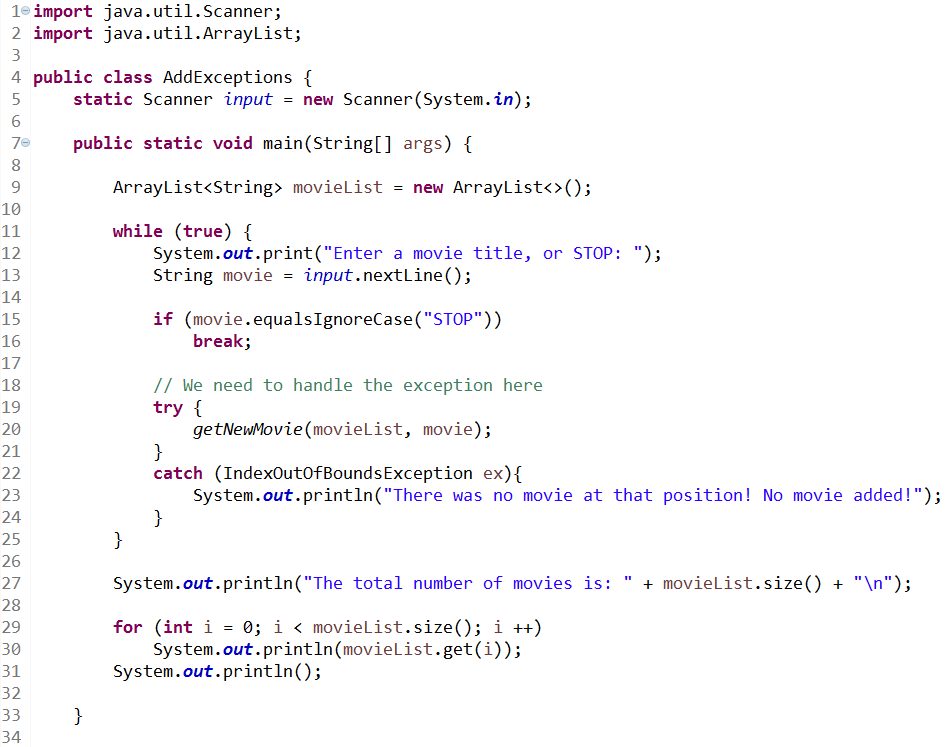 1 import java.util.Scanner;
2 import java.util.ArrayList;
3
4 public class AddExceptions {
5     static Scanner input = new Scanner(System.in);
6
7     public static void main(String[] args) {
8
9         ArrayList<String> movieList = new ArrayList<>();
10
11         while (true) {
12             System.out.print("Enter a movie title, or STOP: ");
13             String movie = input.nextLine();
14
15             if (movie.equalsIgnoreCase("STOP"))
16                 break;
17
18             // We need to handle the exception here
19             try {
20                 getNewMovie(movieList, movie);
21             }
22             catch (IndexOutOfBoundsException ex){
23                 System.out.println("There was no movie at that position! No movie added!");
24             }
25         }
26
27         System.out.println("The total number of movies is: " + movieList.size() + "\n");
28
29         for (int i = 0; i < movieList.size(); i ++)
30             System.out.println(movieList.get(i));
31         System.out.println();
32
33     }
34